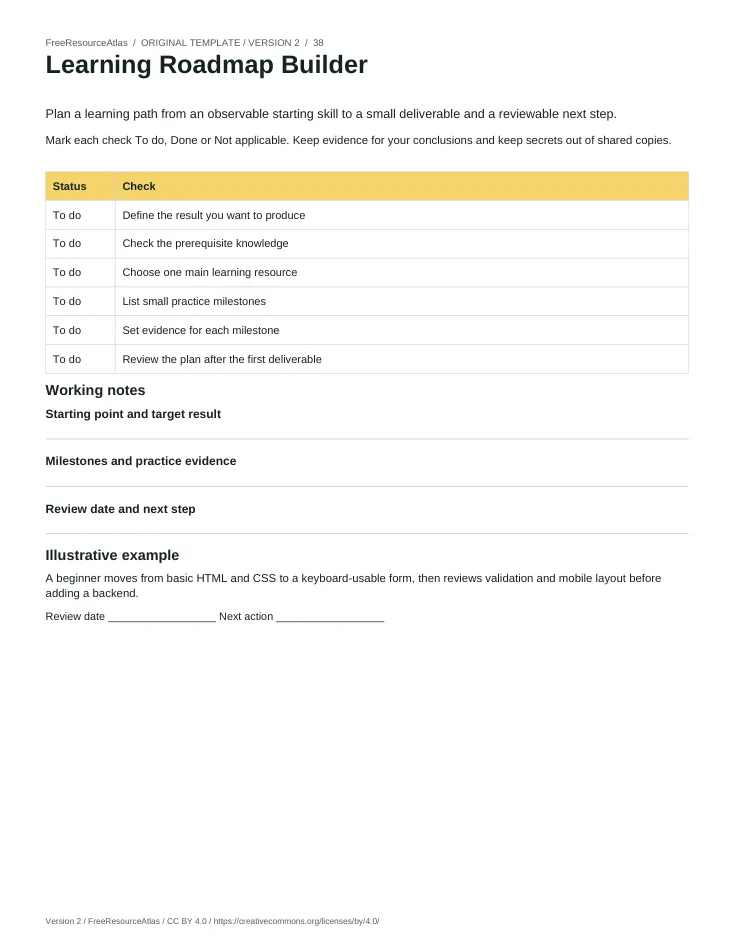 FreeResourceAtlas / ORIGINAL TEMPLATE / VERSION 2 / 38
Learning Roadmap Builder
Plan a learning path from an observable starting skill to a small deliverable and a reviewable next step.
Mark each check To do, Done or Not applicable. Keep evidence for your conclusions and keep secrets out of shared copies.
Status Check
To do Define the result you want to produce
To do Check the prerequisite knowledge
To do Choose one main learning resource
To do List small practice milestones
To do Set evidence for each milestone
To do Review the plan after the first deliverable
Working notes
Starting point and target result
Milestones and practice evidence
Review date and next step
Illustrative example
A beginner moves from basic HTML and CSS to a keyboard-usable form, then reviews validation and mobile layout before
adding a backend.
Review date __________________ Next action __________________
Version 2 / FreeResourceAtlas / CC BY 4.0 / https://creativecommons.org/licenses/by/4.0/